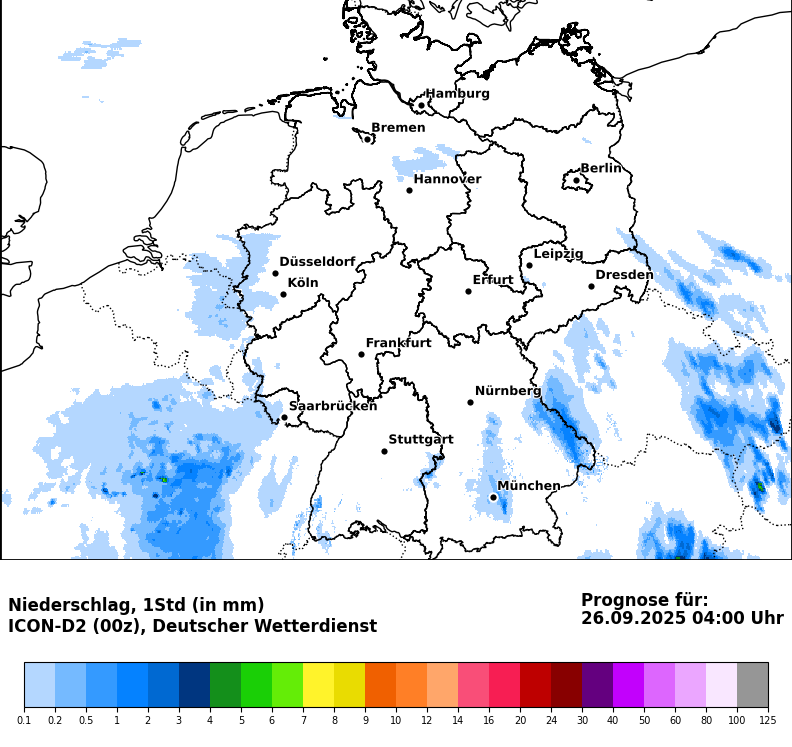 Hamburg
Bremen
Berlin
Hannover
Leipzig
Düsseldorf
Dresden
Köln
Erfurt
Frankfurt
Nürnberg
Saarbrücken
Stuttgart
München
Niederschlag, 1Std (in mm)
ICON-D2 (00z), Deutscher Wetterdienst
Prognose für:
26.09.2025 04:00 Uhr
0.1 0.2 0.5 1 2 3 4 5 6 7 8 9 10 12 14 16 20 24 30 40 50 60 80 100 125